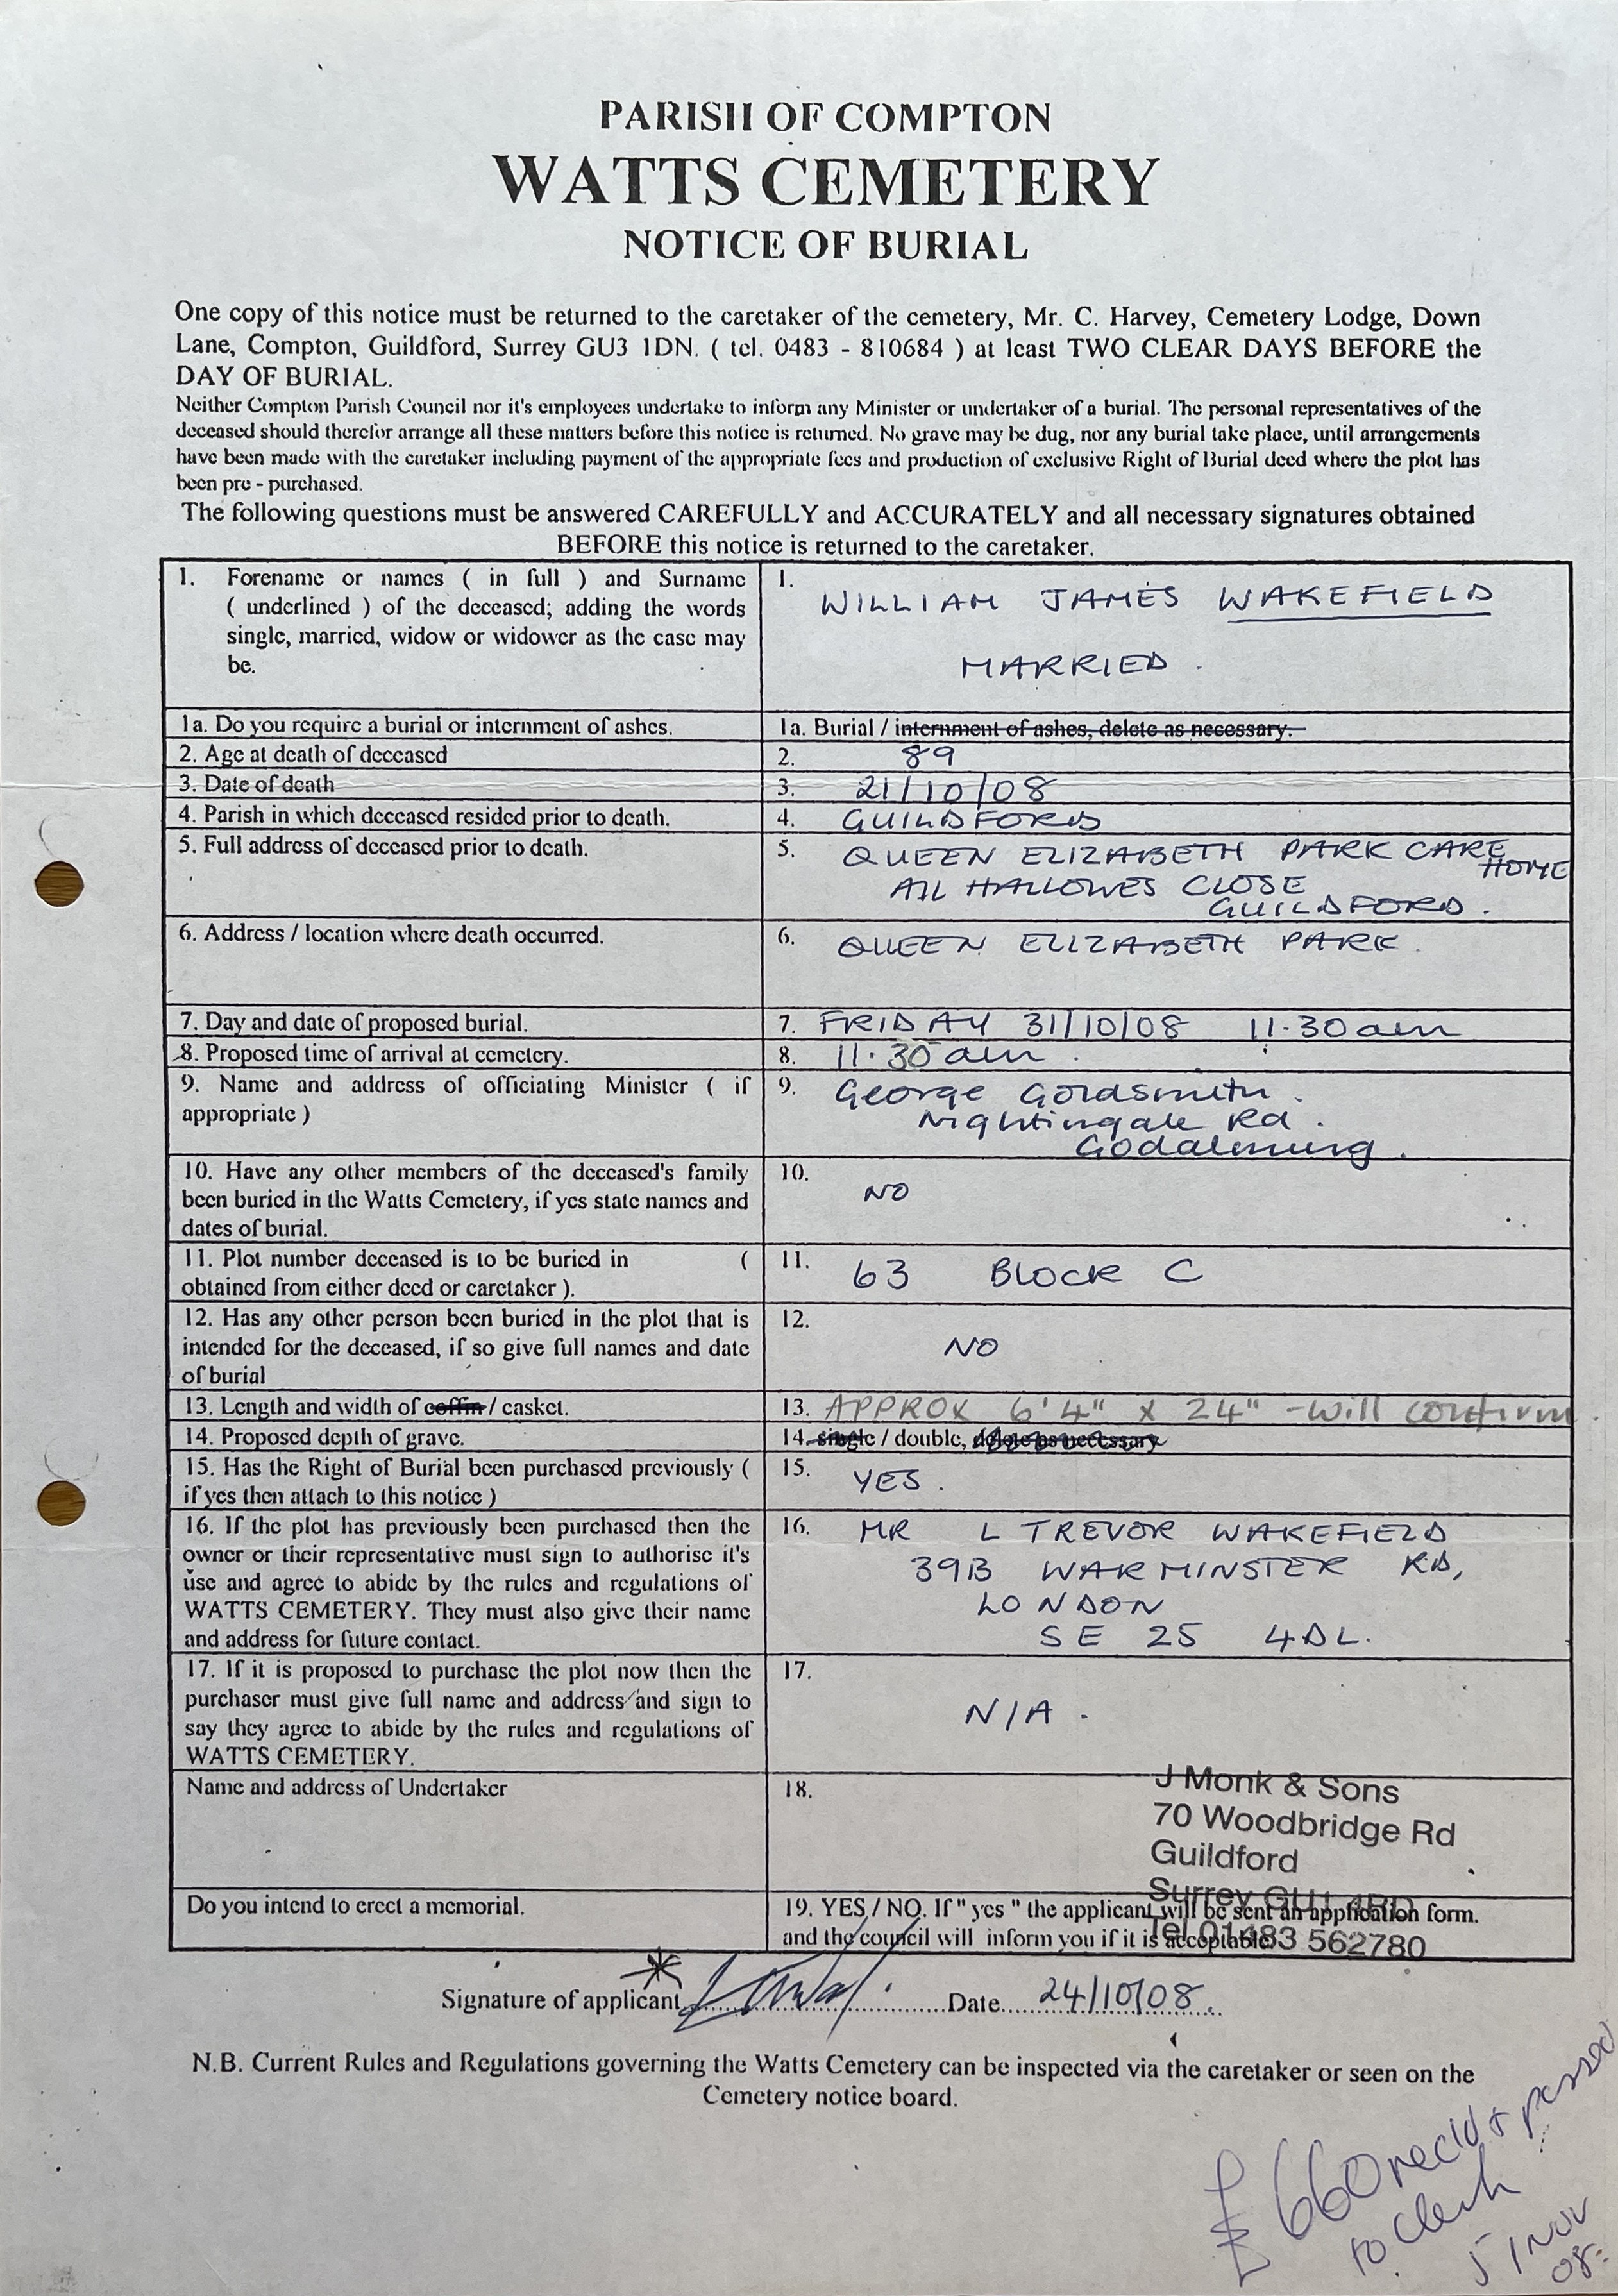 PARISH OF COMPTON
WATTS CEMETERY
NOTICE OF BURIAL
One copy of this notice must be returned to the caretaker of the cemetery, Mr. C. Harvey, Cemetery Lodge, Down
Lane, Compton, Guildford, Surrey GU3 1DN. ( tel. 0483 - 810684 ) at least TWO CLEAR DAYS BEFORE the
DAY OF BURIAL.
Neither Compton Parish Council nor it's employees undertake to inform any Minister or undertaker of a burial. The personal representatives of the
deceased should therefor arrange all these matters before this notice is returned. No grave may be dug, nor any burial take place, until arrangements
have been made with the caretaker including payment of the appropriate fees and production of exclusive Right of Burial deed where the plot has
been pre - purchased.
The following questions must be answered CAREFULLY and ACCURATELY and all necessary signatures obtained
BEFORE this notice is returned to the caretaker.
1. Forename or names ( in full ) and Surname
( underlined ) of the deceased; adding the words
single, married, widow or widower as the case may
be.
1.
WILLIAM JAMES WAKEFIELD
MARRIED.
1a. Do you require a burial or internment of ashes.
1a. Burial / internment of ashes, delete as necessary.
2. Age at death of deceased
2. 89
3. Date of death
3. 21/10/08
4. Parish in which deceased resided prior to death.
4. GUILDFORD
5. Full address of deceased prior to death.
5. QUEEN ELIZABETH PARK CARE
HOME
ALL HALLOWES CLOSE
GUILDFORD.
6. Address / location where death occurred.
6. QUEEN ELIZABETH PARK.
7. Day and date of proposed burial.
7. FRIDAY 31/10/08 11.30am
8. Proposed time of arrival at cemetery.
8. 11.30 am.
9. Name and address of officiating Minister ( if
appropriate )
9. George Goldsmith.
Nightingale Rd.
Godalming.
10. Have any other members of the deceased's family
been buried in the Watts Cemetery, if yes state names and
dates of burial.
10.
NO
11. Plot number deceased is to be buried in (
obtained from either deed or caretaker ).
11.
63 BLOCK C
12. Has any other person been buried in the plot that is
intended for the deceased, if so give full names and date
of burial
12.
NO
13. Length and width of coffin / casket.
13. APPROX 6'4" x 24" - will confirm.
14. Proposed depth of grave.
14. single / double, delete as necessary
15. Has the Right of Burial been purchased previously (
if yes then attach to this notice )
15.
YES.
16. If the plot has previously been purchased then the
owner or their representative must sign to authorise it's
use and agree to abide by the rules and regulations of
WATTS CEMETERY. They must also give their name
and address for future contact.
16. MR L TREVOR WAKEFIELD
39B WARMINSTER RD,
LONDON
SE 25 4DL.
17. If it is proposed to purchase the plot now then the
purchaser must give full name and address and sign to
say they agree to abide by the rules and regulations of
WATTS CEMETERY.
17.
N/A.
Name and address of Undertaker
18.
J Monk & Sons
70 Woodbridge Rd
Guildford
Surrey GU1 4RD
Tel 01483 562780
Do you intend to erect a memorial.
19. YES / NO. If " yes " the applicant will be sent an application form.
and the council will inform you if it is acceptable.
Signature of applicant Date 24/10/08.
N.B. Current Rules and Regulations governing the Watts Cemetery can be inspected via the caretaker or seen on the
Cemetery notice board.
£660 recld & passed
to Clerk
5 Nov
08.